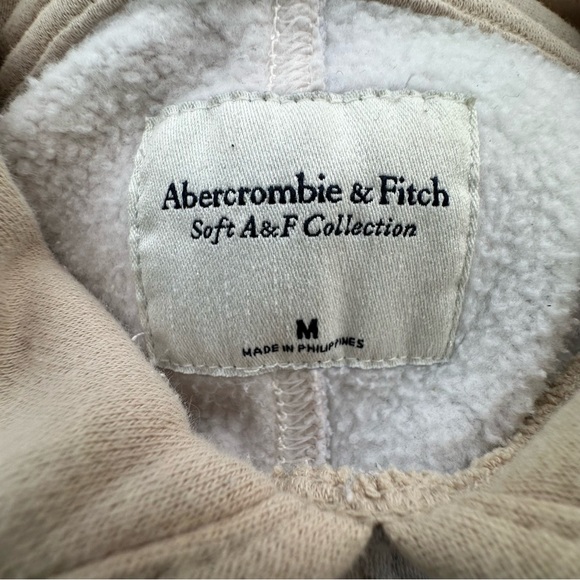 Abercrombie & Fitch
Soft A&F Collection
M
MADE IN PHILIPPINES